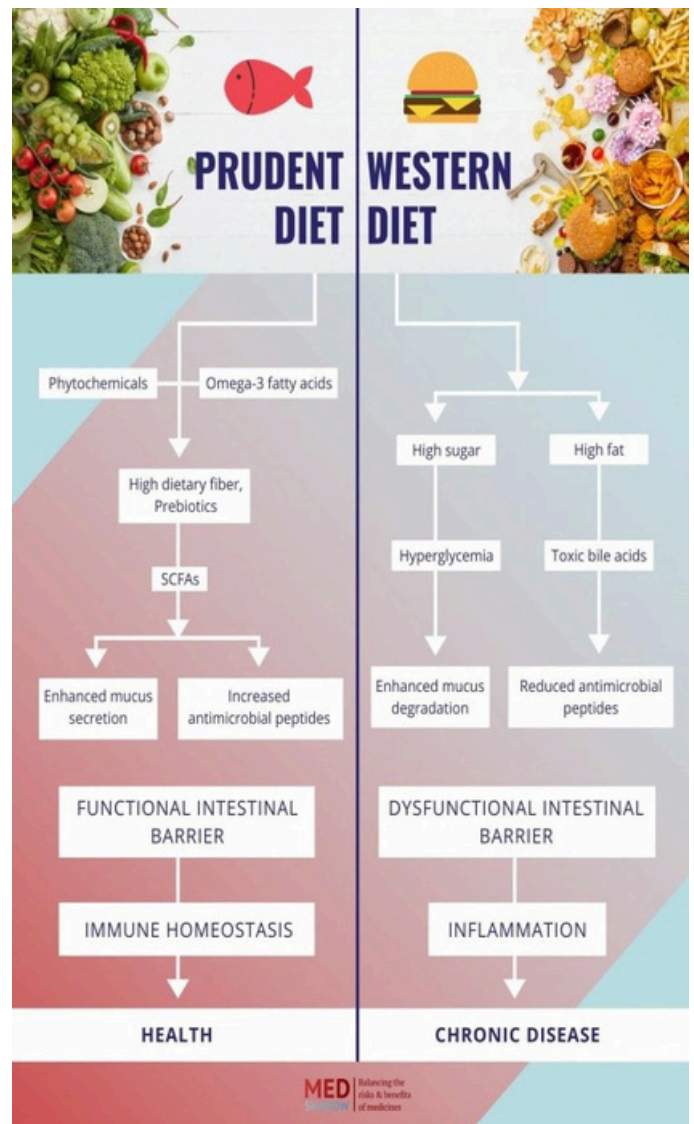 PRUDENT
DIET
WESTERN
DIET
Phytochemicals
Omega-3 fatty acids
High dietary fiber,
Prebiotics
SCFAs
Enhanced mucus
secretion
Increased
antimicrobial peptides
FUNCTIONAL INTESTINAL
BARRIER
IMMUNE HOMEOSTASIS
HEALTH
High sugar
High fat
Hyperglycemia
Toxic bile acids
Enhanced mucus
degradation
Reduced antimicrobial
peptides
DYSFUNCTIONAL INTESTINAL
BARRIER
INFLAMMATION
CHRONIC DISEASE
MED
SHADOW
Balancing the
risks & benefits
of medicines